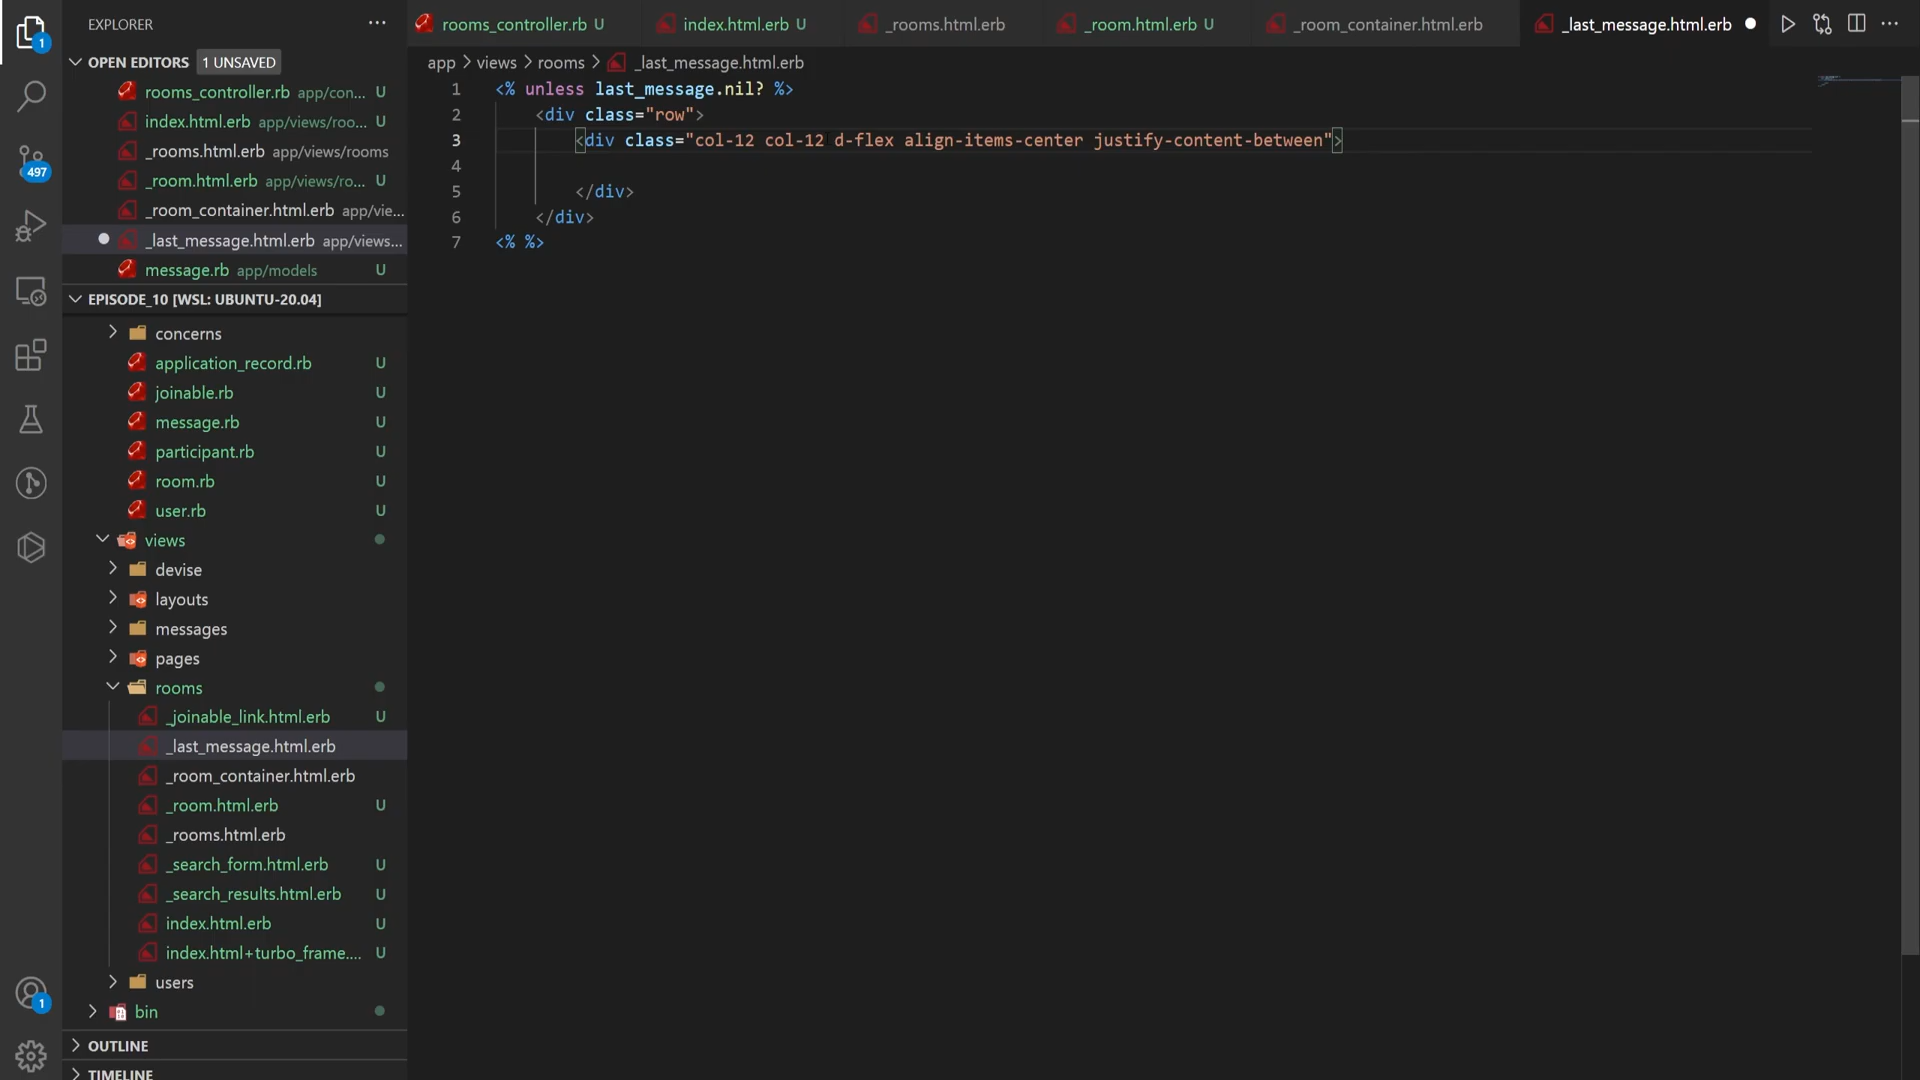 EXPLORER
OPEN EDITORS 1 UNSAVED
rooms_controller.rb app/con... U
index.html.erb app/views/roo... U
_rooms.html.erb app/views/rooms
_room.html.erb app/views/ro... U
_room_container.html.erb app/vie...
_last_message.html.erb app/views...
message.rb app/models U
EPISODE_10 [WSL: UBUNTU-20.04]
concerns
application_record.rb U
joinable.rb U
message.rb U
participant.rb U
room.rb U
user.rb U
views
devise
layouts
messages
pages
rooms
_joinable_link.html.erb U
_last_message.html.erb
_room_container.html.erb
_room.html.erb U
_rooms.html.erb
_search_form.html.erb U
_search_results.html.erb U
index.html.erb U
index.html+turbo_frame.... U
users
bin
OUTLINE
TIMELINE
1
497
1
rooms_controller.rb U index.html.erb U _rooms.html.erb _room.html.erb U _room_container.html.erb _last_message.html.erb
app > views > rooms > _last_message.html.erb
1 <% unless last_message.nil? %>
2 <div class="row">
3 <div class="col-12 col-12 d-flex align-items-center justify-content-between">
4
5 </div>
6 </div>
7 <% %>